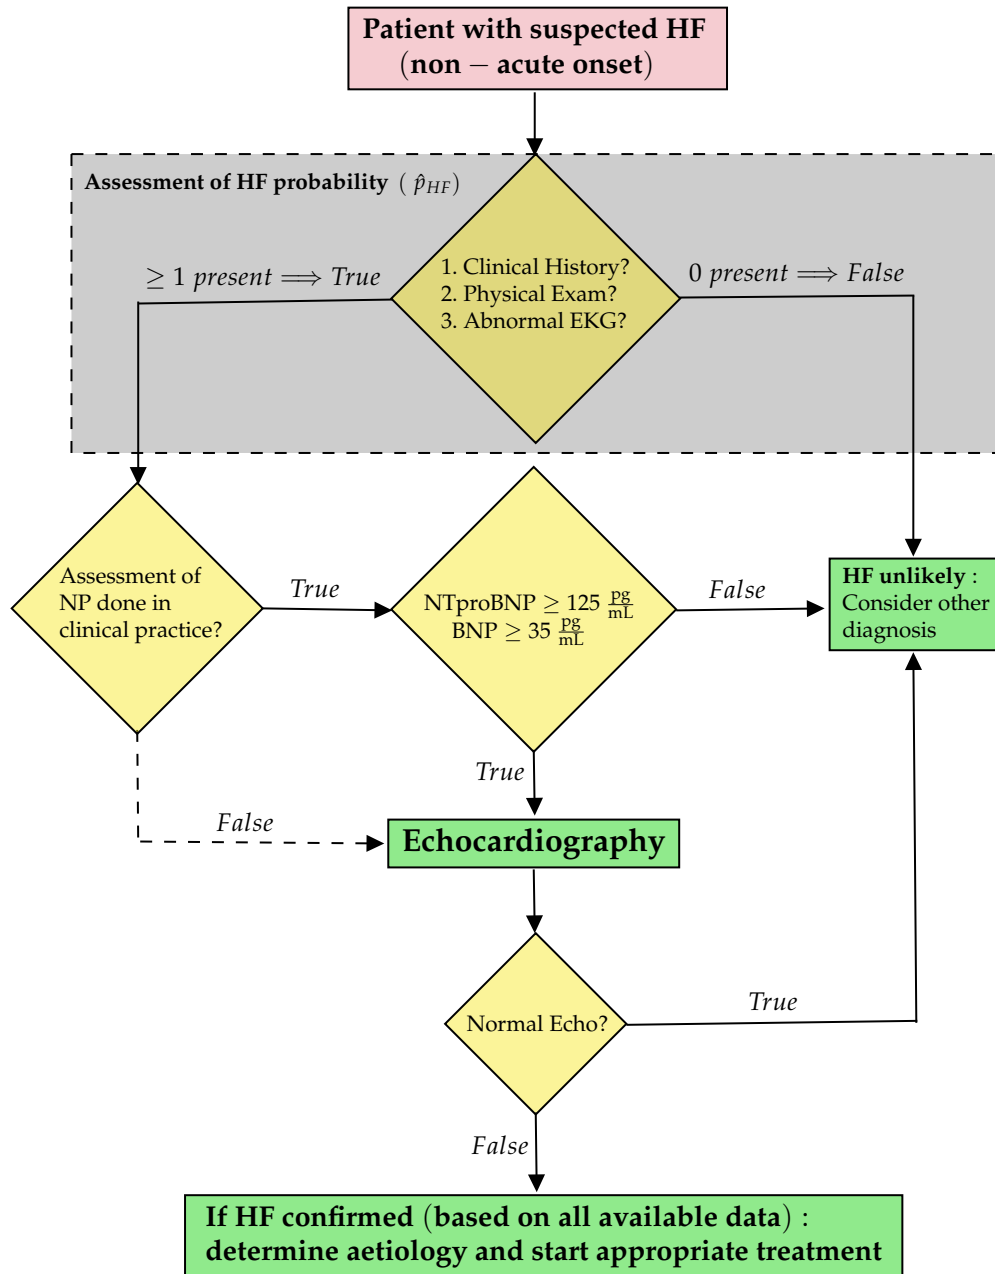 Patient with suspected HF
(non − acute onset)
Assessment of HF probability ( p̂_HF)
≥ 1 present ⟹ True
0 present ⟹ False
1. Clinical History?
2. Physical Exam?
3. Abnormal EKG?
Assessment of
NP done in
clinical practice?
True
NTproBNP ≥ 125 pg/mL
BNP ≥ 35 pg/mL
False
HF unlikely :
Consider other
diagnosis
True
False
Echocardiography
Normal Echo?
True
False
If HF confirmed (based on all available data) :
determine aetiology and start appropriate treatment